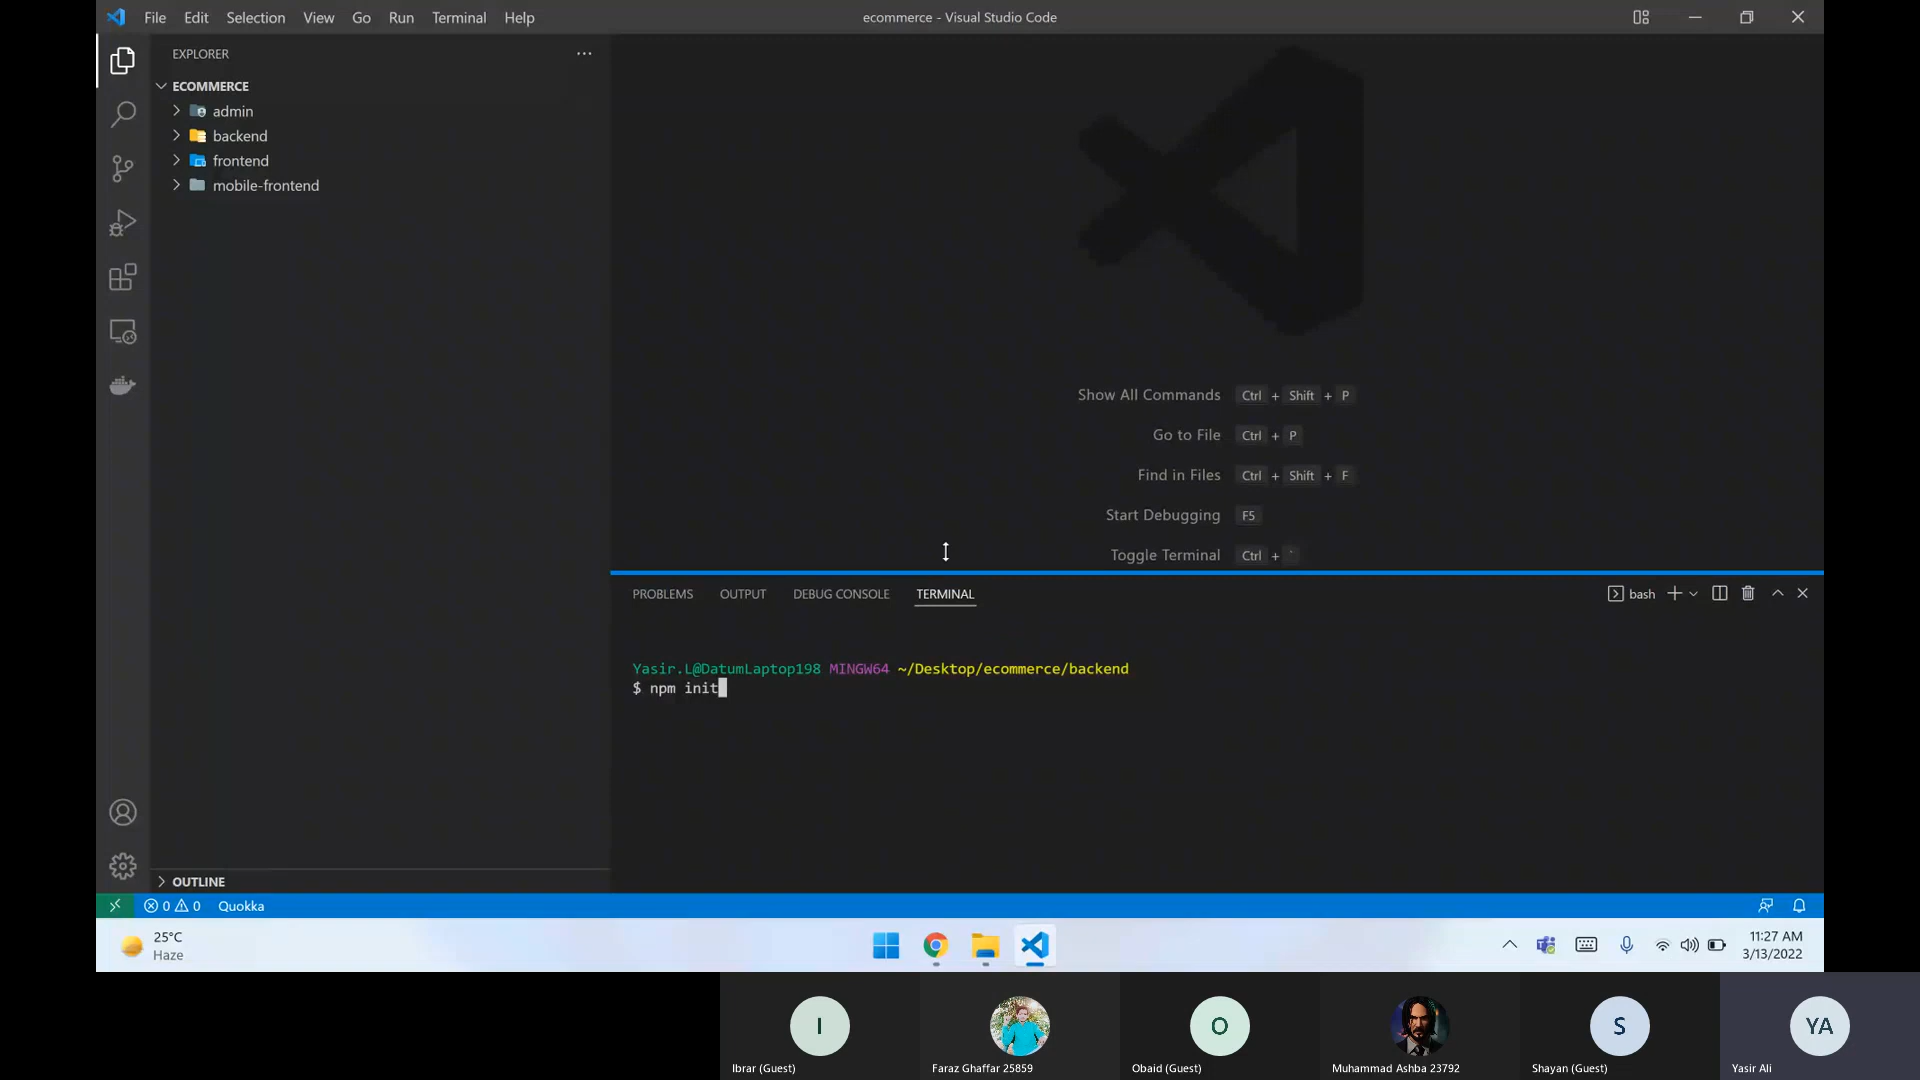 File Edit Selection View Go Run Terminal Help
ecommerce - Visual Studio Code
EXPLORER
ECOMMERCE
admin
backend
frontend
mobile-frontend
Show All Commands Ctrl + Shift + P
Go to File Ctrl + P
Find in Files Ctrl + Shift + F
Start Debugging F5
Toggle Terminal Ctrl + `
PROBLEMS OUTPUT DEBUG CONSOLE TERMINAL
bash
Yasir.L@DatumLaptop198 MINGW64 ~/Desktop/ecommerce/backend
$ npm init
OUTLINE
0 0 Quokka
25°C
Haze
11:27 AM
3/13/2022
I
O
S
YA
Ibrar (Guest)
Faraz Ghaffar 25859
Obaid (Guest)
Muhammad Ashba 23792
Shayan (Guest)
Yasir Ali